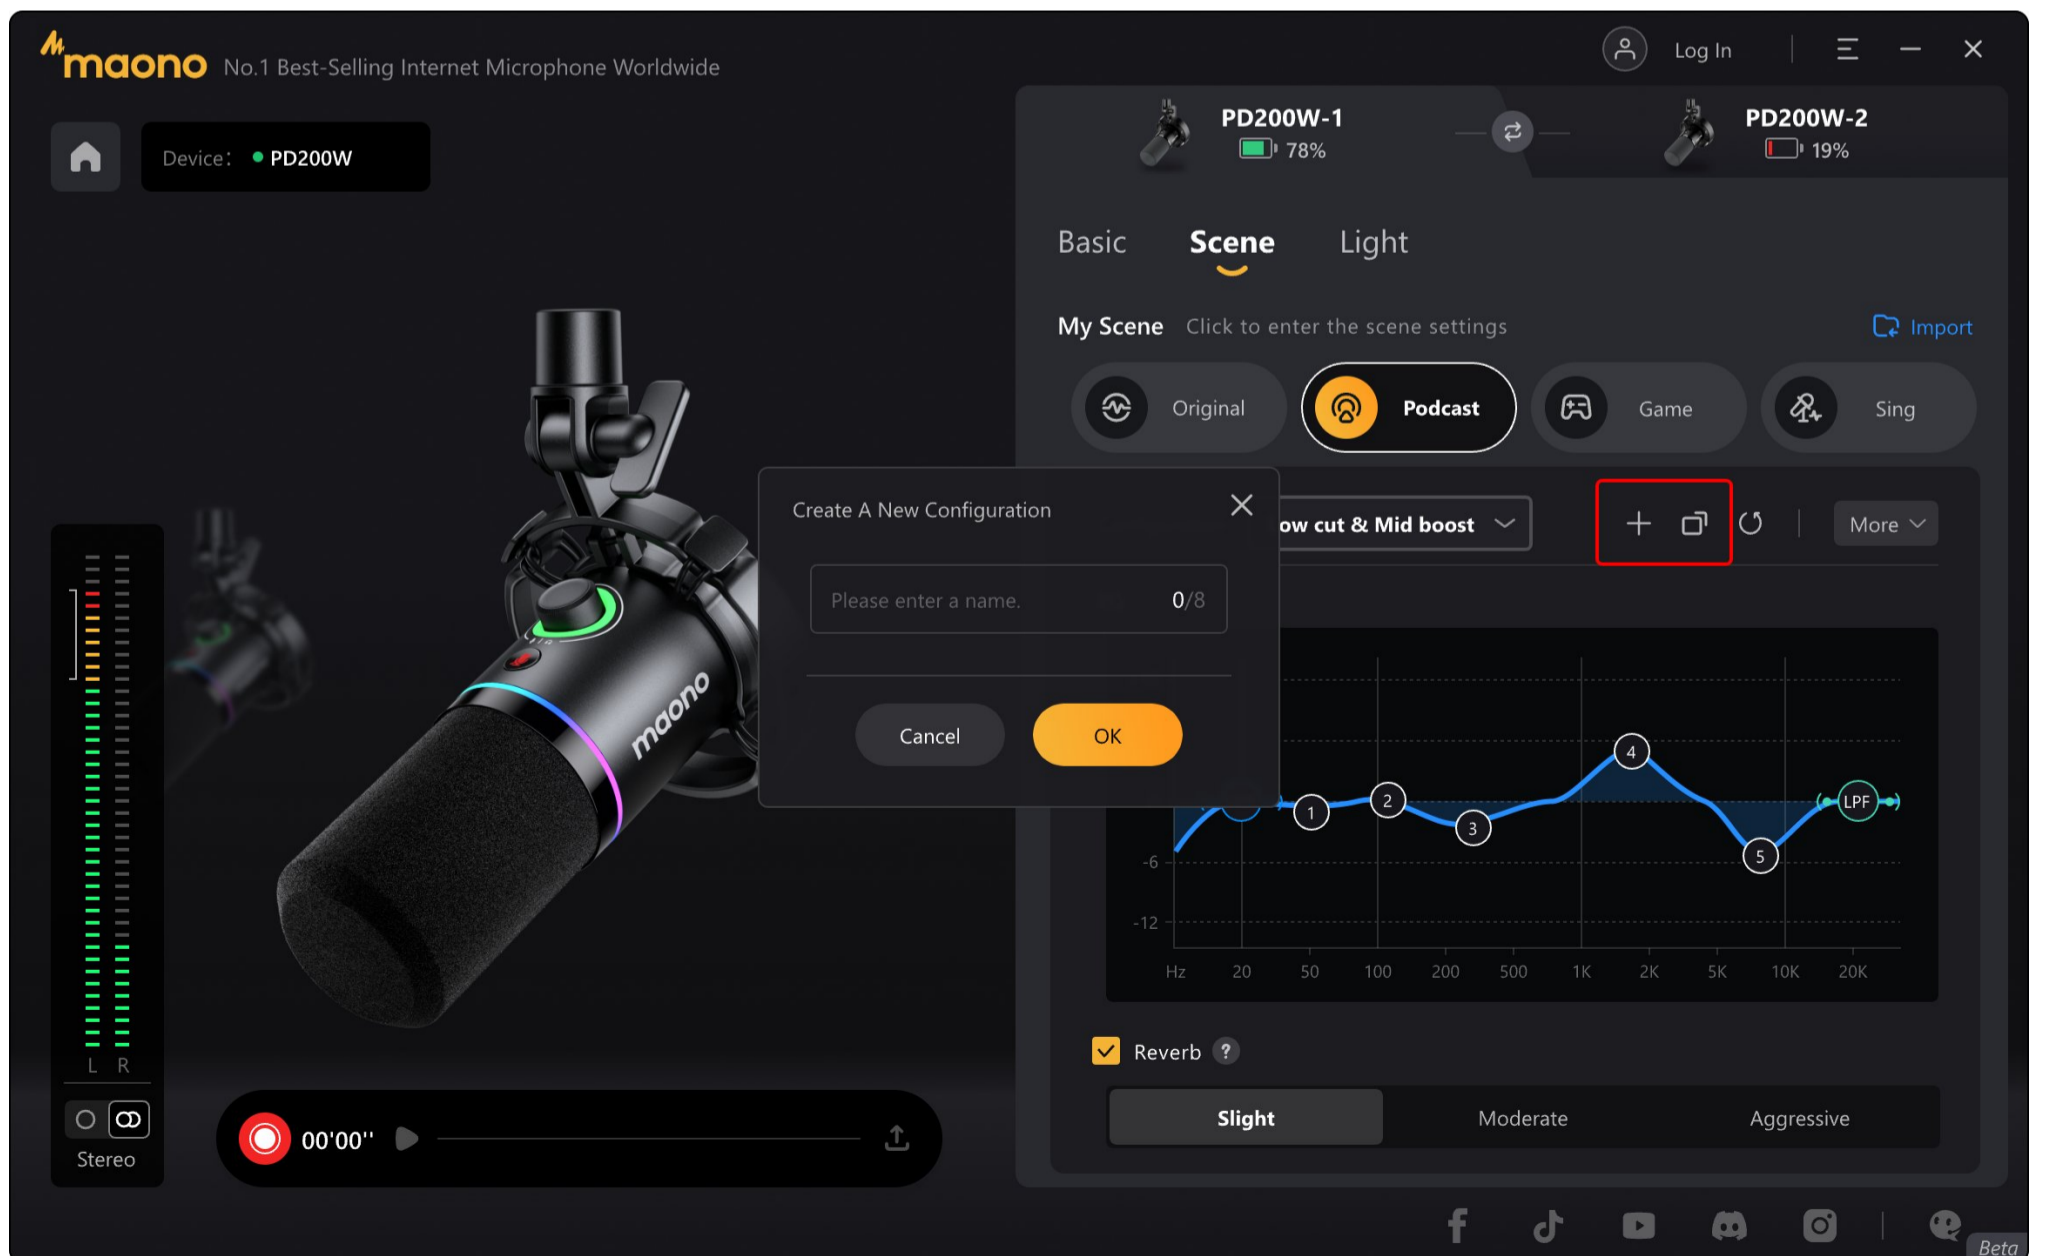 maono No.1 Best-Selling Internet Microphone Worldwide
Log In
Device: PD200W
PD200W-1
78%
PD200W-2
19%
Basic Scene Light
My Scene Click to enter the scene settings
Import
Original Podcast Game Sing
Create A New Configuration
ow cut & Mid boost
More
Please enter a name. 0/8
Cancel OK
maono
4
1 2 3 5 LPF
-6
-12
Hz 20 50 100 200 500 1K 2K 5K 10K 20K
L R
Reverb ?
Slight Moderate Aggressive
00'00''
Stereo
Beta